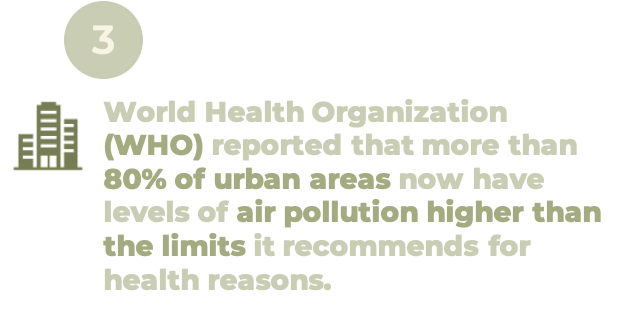 3
World Health Organization
(WHO) reported that more than
80% of urban areas now have
levels of air pollution higher than
the limits it recommends for
health reasons.